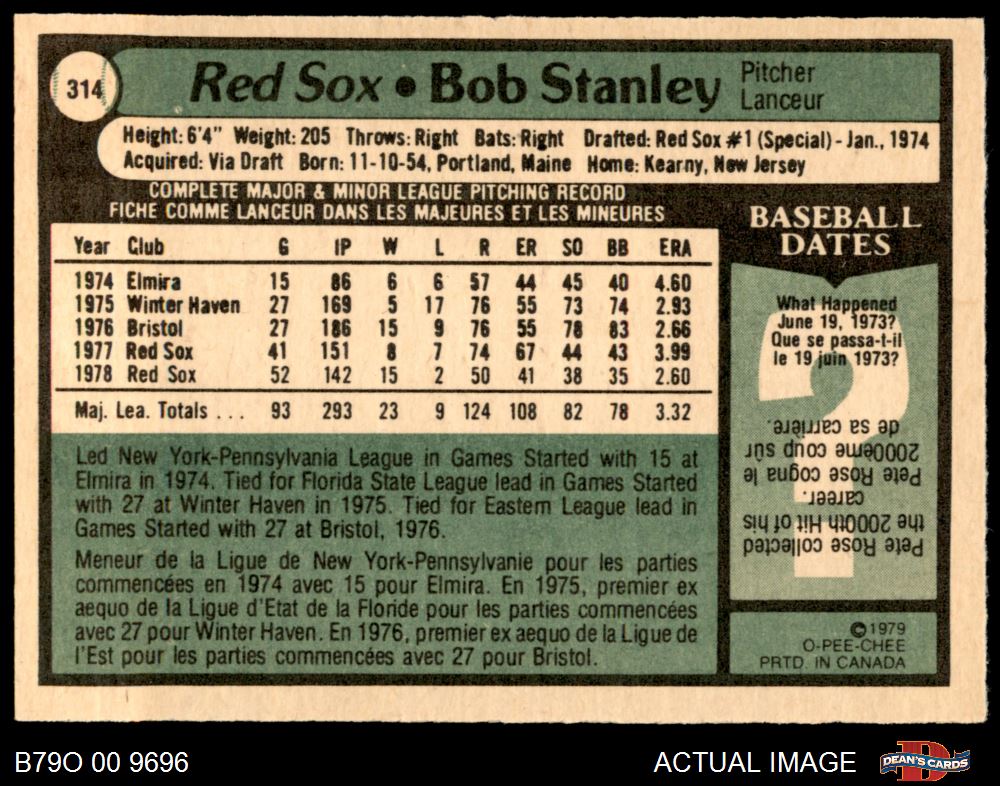 314
Red Sox • Bob Stanley
Pitcher
Lanceur
Height: 6'4" Weight: 205 Throws: Right Bats: Right Drafted: Red Sox #1 (Special) - Jan., 1974
Acquired: Via Draft Born: 11-10-54, Portland, Maine Home: Kearny, New Jersey
COMPLETE MAJOR & MINOR LEAGUE PITCHING RECORD
FICHE COMME LANCEUR DANS LES MAJEURES ET LES MINEURES
Year Club G IP W L R ER SO BB ERA
1974 Elmira 15 86 6 6 57 44 45 40 4.60
1975 Winter Haven 27 169 5 17 76 55 73 74 2.93
1976 Bristol 27 186 15 9 76 55 78 83 2.66
1977 Red Sox 41 151 8 7 74 67 44 43 3.99
1978 Red Sox 52 142 15 2 50 41 38 35 2.60
Maj. Lea. Totals . . . 93 293 23 9 124 108 82 78 3.32
Led New York-Pennsylvania League in Games Started with 15 at
Elmira in 1974. Tied for Florida State League lead in Games Started
with 27 at Winter Haven in 1975. Tied for Eastern League lead in
Games Started with 27 at Bristol, 1976.
Meneur de la Ligue de New York-Pennsylvanie pour les parties
commencées en 1974 avec 15 pour Elmira. En 1975, premier ex
aequo de la Ligue d'Etat de la Floride pour les parties commencées
avec 27 pour Winter Haven. En 1976, premier ex aequo de la Ligue de
l'Est pour les parties commencées avec 27 pour Bristol.
BASEBALL
DATES
What Happened
June 19, 1973?
Que se passa-t-il
le 19 juin 1973?
Pete Rose collected
the 2000th Hit of his
career.
Pete Rose cogna le
2000ème coup sûr
de sa carrière.
©1979
O-PEE-CHEE
PRTD. IN CANADA
B79O 00 9696
ACTUAL IMAGE
D
DEAN'S CARDS